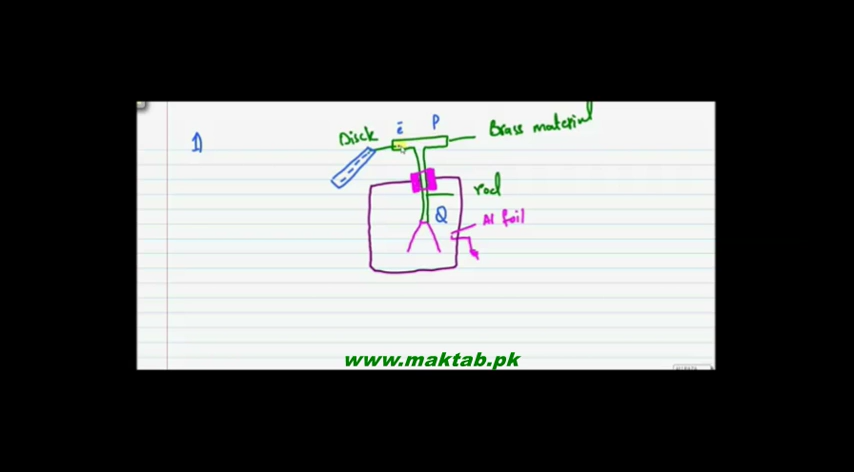 P
ē
Disck
Brass material
1)
rod
Q
Al foil
www.maktab.pk